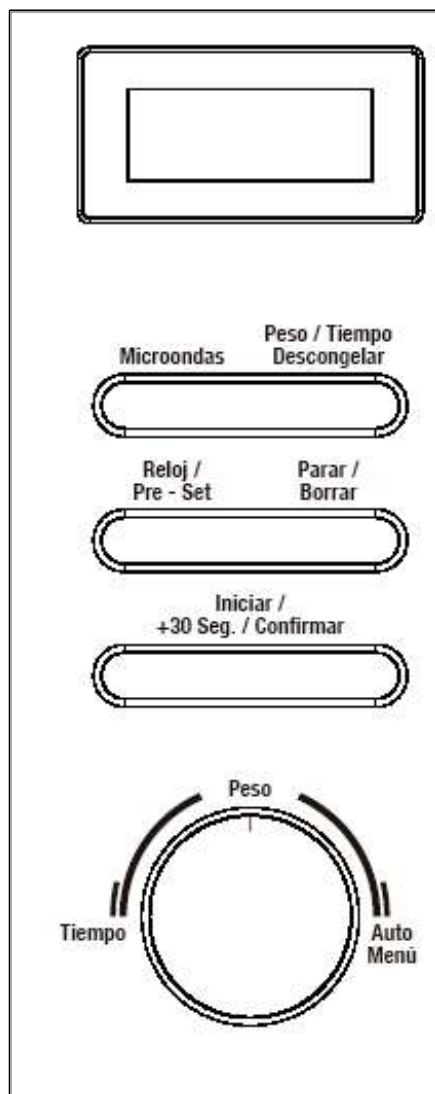 Microondas
Peso / Tiempo
Descongelar
Reloj /
Pre - Set
Parar /
Borrar
Iniciar /
+30 Seg. / Confirmar
Peso
Tiempo
Auto
Menú